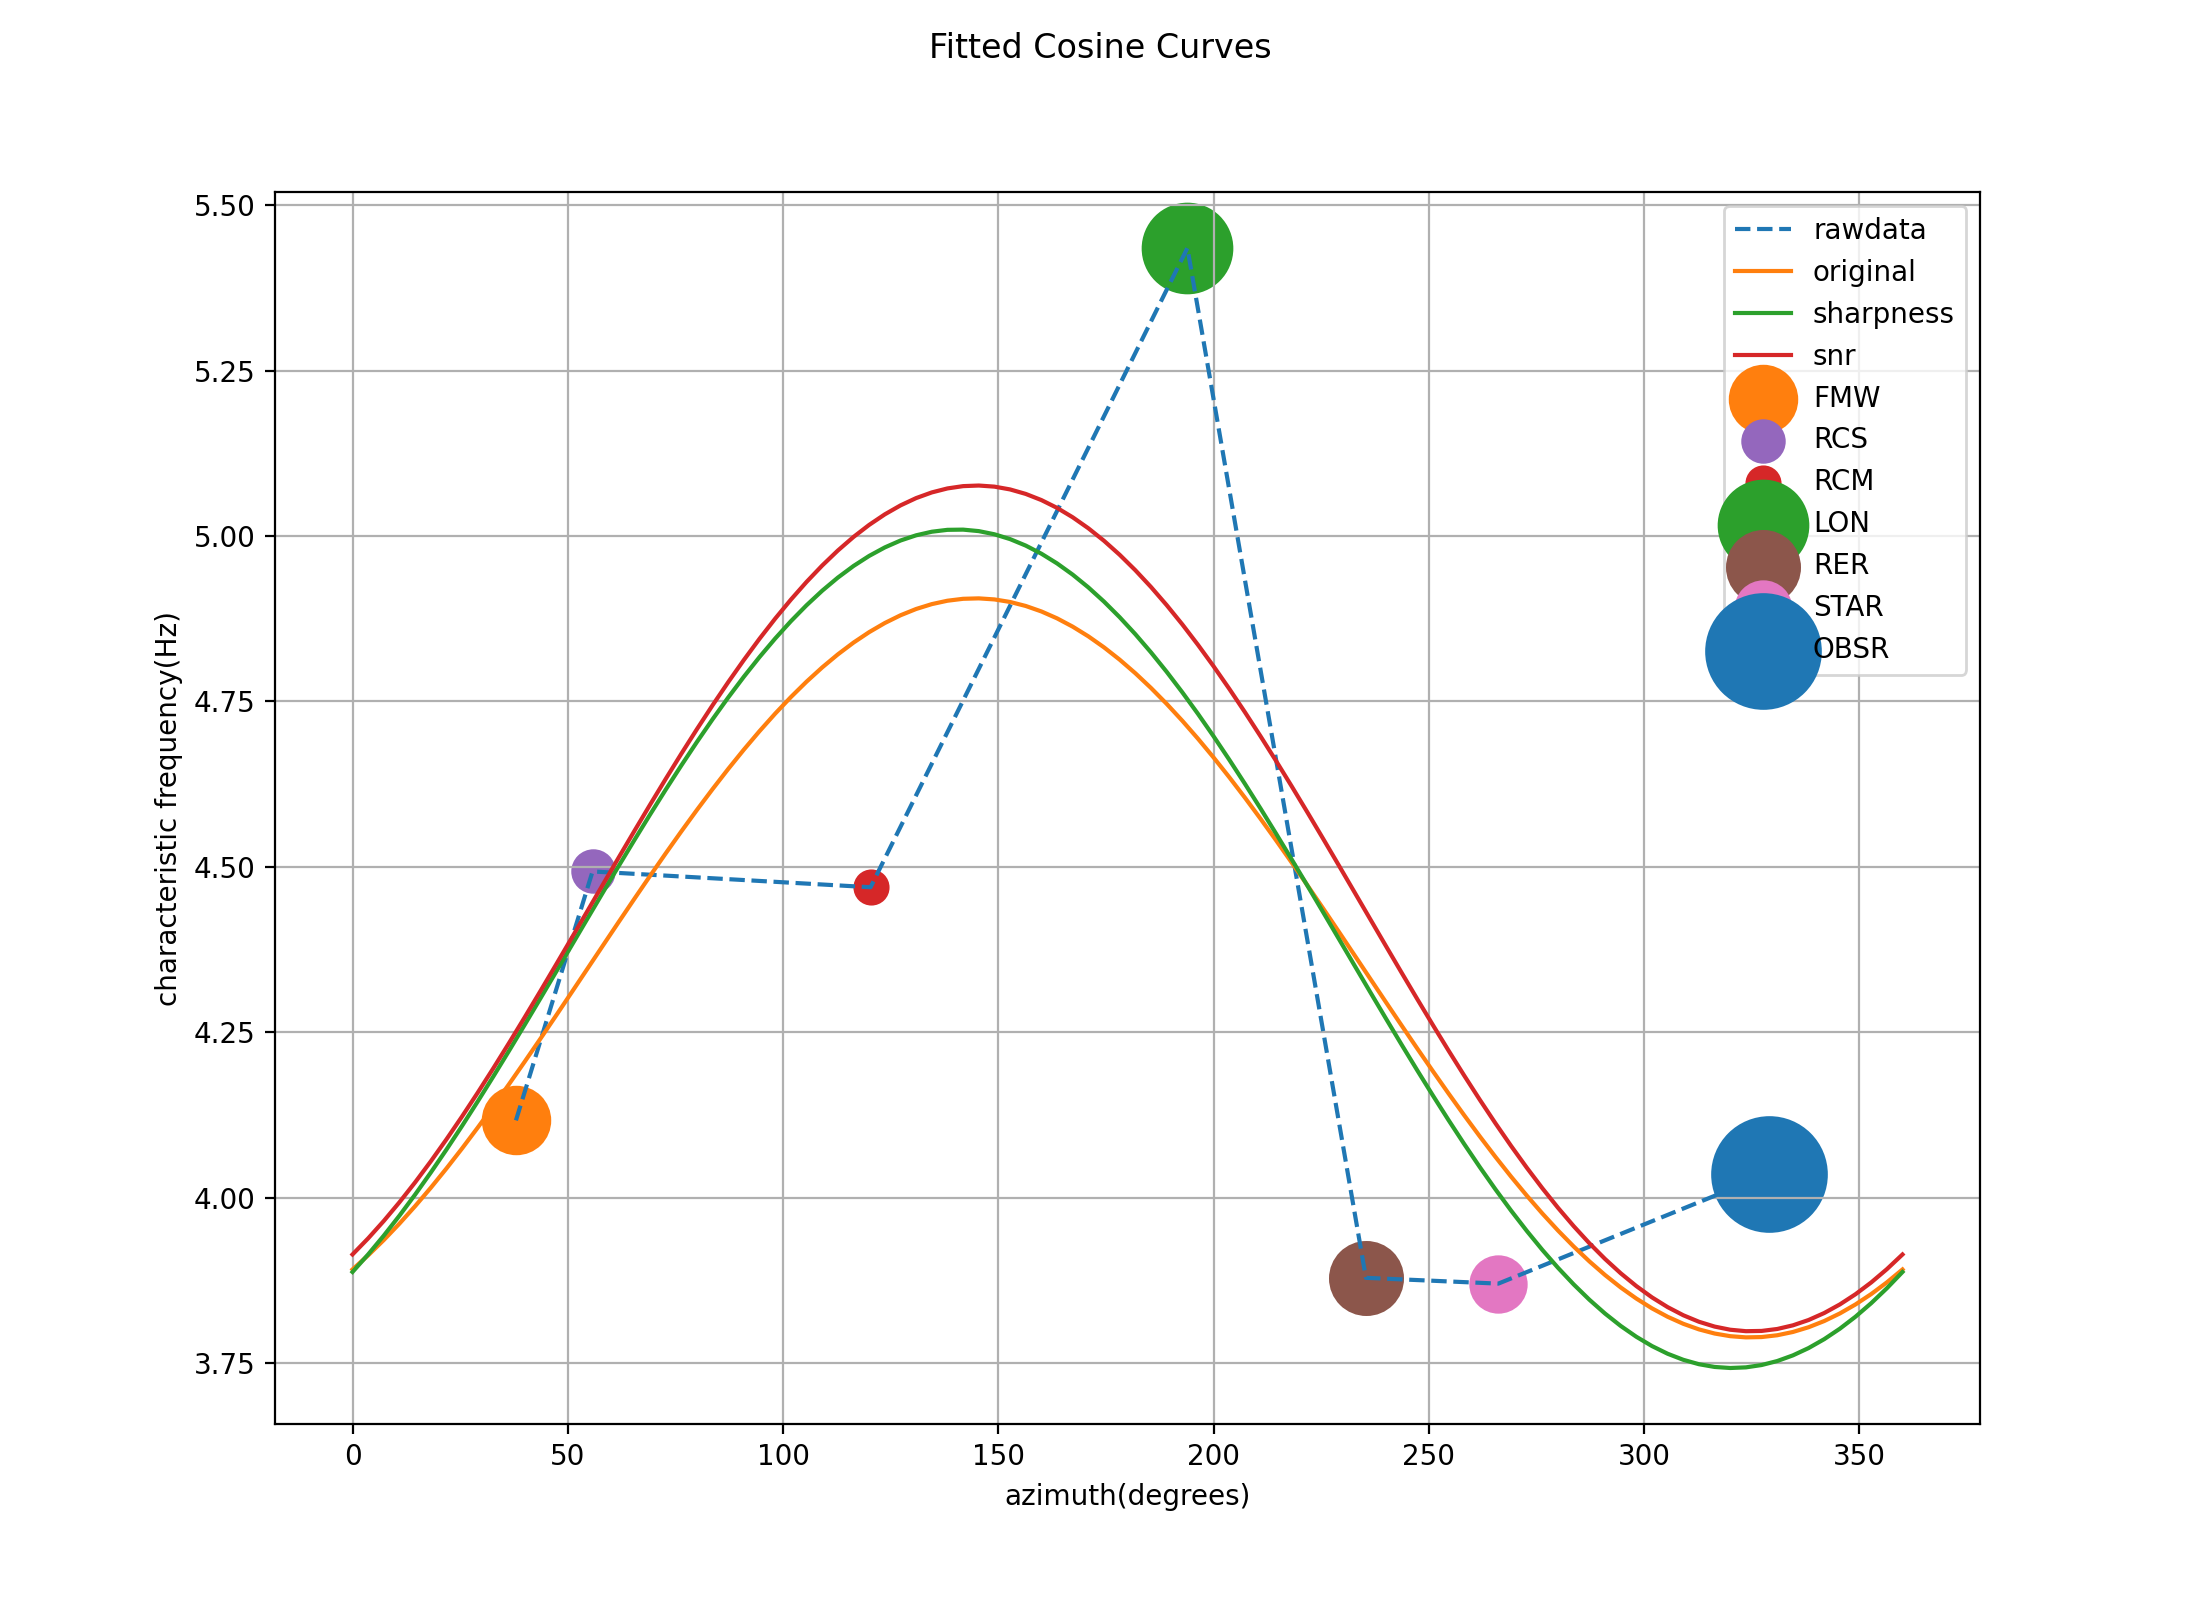 Fitted Cosine Curves
5.50
5.25
5.00
4.75
4.50
4.25
4.00
3.75
characteristic frequency(Hz)
rawdata
original
sharpness
snr
FMW
RCS
RCM
LON
RER
STAR
OBSR
0 50 100 150 200 250 300 350
azimuth(degrees)